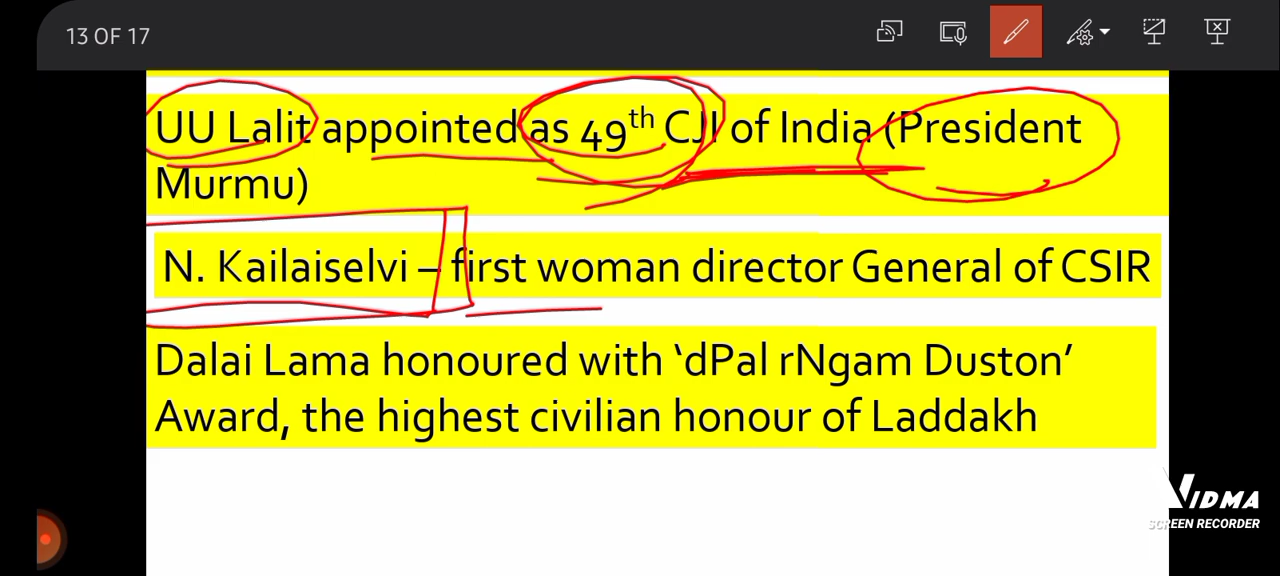 13 OF 17
UU Lalit appointed as 49th CJI of India (President
Murmu)
N. Kailaiselvi – first woman director General of CSIR
Dalai Lama honoured with ‘dPal rNgam Duston’
Award, the highest civilian honour of Laddakh
VIDMA
SCREEN RECORDER